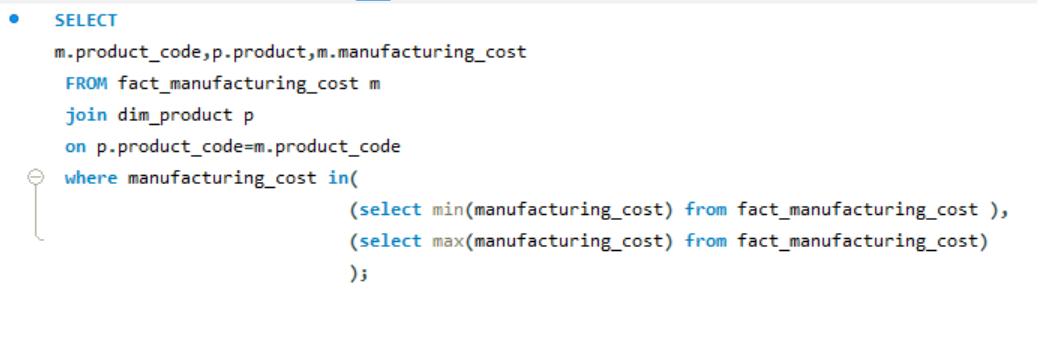 SELECT
m.product_code,p.product,m.manufacturing_cost
FROM fact_manufacturing_cost m
join dim_product p
on p.product_code=m.product_code
where manufacturing_cost in(
(select min(manufacturing_cost) from fact_manufacturing_cost ),
(select max(manufacturing_cost) from fact_manufacturing_cost)
);